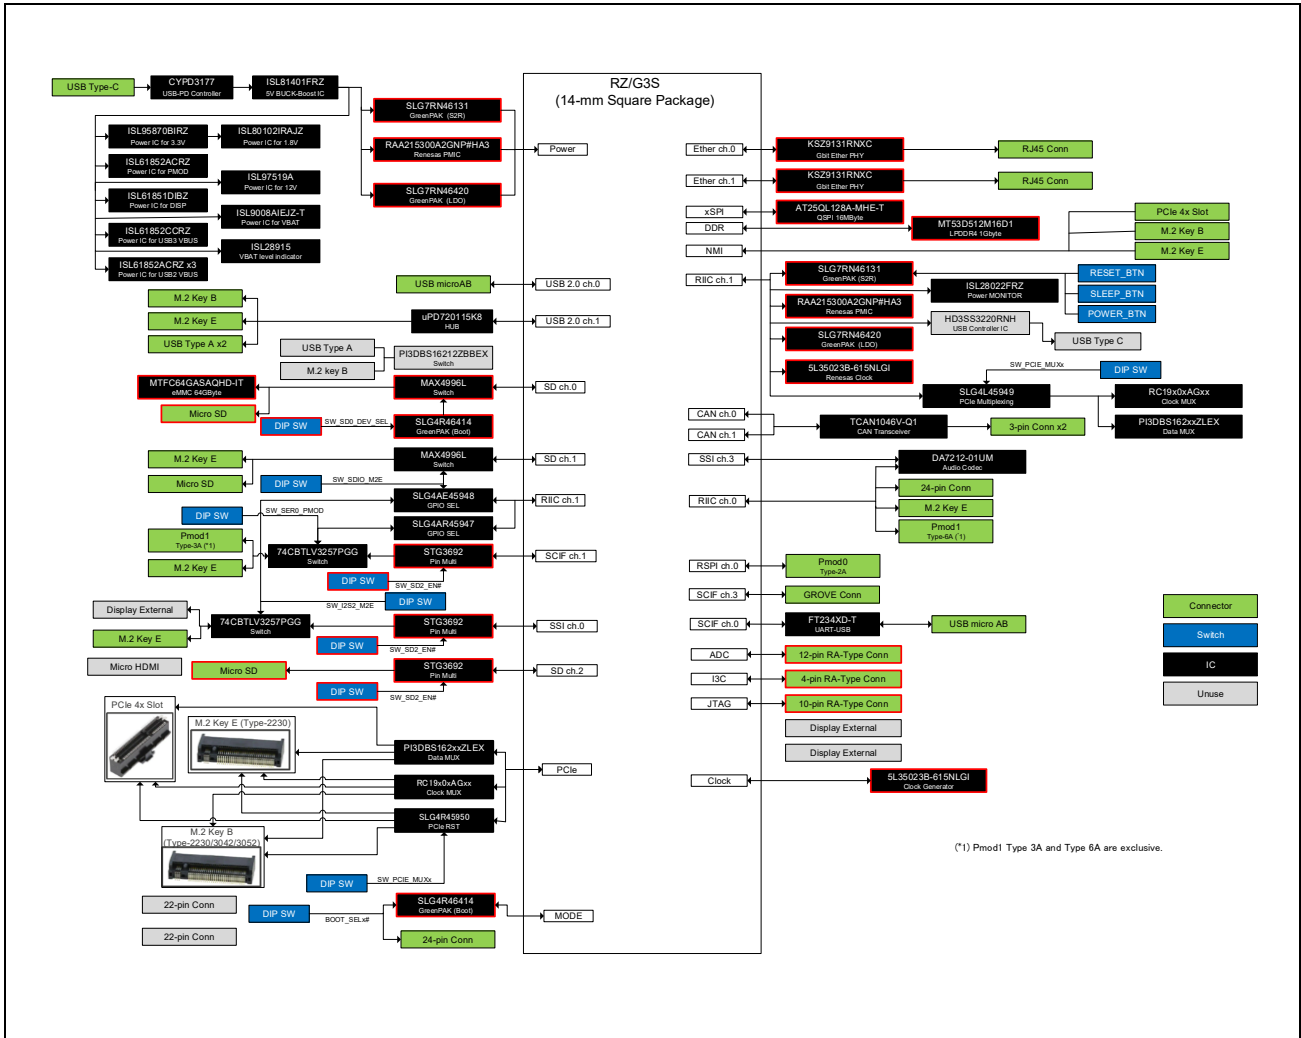 RZ/G3S
(14-mm Square Package)
USB Type-C
CYPD3177
USB-PD Controller
ISL81401FRZ
5V BUCK-Boost IC
ISL95870BIRZ
Power IC for 3.3V
ISL80102IRAJZ
Power IC for 1.8V
ISL61852ACRZ
Power IC for PMOD
ISL97519A
Power IC for 12V
ISL61851DIBZ
Power IC for DISP
ISL9008AIEJZ-T
Power IC for VBAT
ISL61852CCRZ
Power IC for USB3 VBUS
ISL28915
VBAT level indicator
ISL61852ACRZ x3
Power IC for USB2 VBUS
SLG7RN46131
GreenPAK (S2R)
RAA215300A2GNP#HA3
Renesas PMIC
SLG7RN46420
GreenPAK (LDO)
Power
USB microAB
USB 2.0 ch.0
M.2 Key B
M.2 Key E
USB Type A x2
uPD720115K8
HUB
USB 2.0 ch.1
USB Type A
M.2 key B
PI3DBS16212ZBBEX
Switch
MTFC64GASAQHD-IT
eMMC 64GByte
Micro SD
MAX4996L
Switch
SD ch.0
DIP SW
SW_SD0_DEV_SEL
SLG4R46414
GreenPAK (Boot)
M.2 Key E
Micro SD
MAX4996L
Switch
SD ch.1
DIP SW
SW_SDIO_M2E
SLG4AE45948
GPIO SEL
RIIC ch.1
DIP SW
SW_SER0_PMOD
SLG4AR45947
GPIO SEL
Pmod1
Type-3A (*1)
M.2 Key E
74CBTLV3257PGG
Switch
STG3692
Pin Multi
SCIF ch.1
DIP SW
SW_SD2_EN#
SW_I2S2_M2E
DIP SW
Display External
M.2 Key E
74CBTLV3257PGG
Switch
STG3692
Pin Multi
SSI ch.0
DIP SW
SW_SD2_EN#
Micro HDMI
Micro SD
STG3692
Pin Multi
SD ch.2
DIP SW
SW_SD2_EN#
PCIe 4x Slot
M.2 Key E (Type-2230)
PI3DBS162xxZLEX
Data MUX
PCIe
RC19x0xAGxx
Clock MUX
SLG4R45950
PCIe RST
M.2 Key B
(Type-2230/3042/3052)
DIP SW
SW_PCIE_MUXx
22-pin Conn
22-pin Conn
DIP SW
BOOT_SELx#
SLG4R46414
GreenPAK (Boot)
MODE
24-pin Conn
Ether ch.0
KSZ9131RNXC
Gbit Ether PHY
RJ45 Conn
Ether ch.1
KSZ9131RNXC
Gbit Ether PHY
RJ45 Conn
xSPI
AT25QL128A-MHE-T
QSPI 16MByte
DDR
MT53D512M16D1
LPDDR4 1Gbyte
NMI
PCIe 4x Slot
M.2 Key B
M.2 Key E
RIIC ch.1
SLG7RN46131
GreenPAK (S2R)
ISL28022FRZ
Power MONITOR
RESET_BTN
SLEEP_BTN
POWER_BTN
RAA215300A2GNP#HA3
Renesas PMIC
HD3SS3220RNH
USB Controller IC
USB Type C
SLG7RN46420
GreenPAK (LDO)
5L35023B-615NLGI
Renesas Clock
SW_PCIE_MUXx
DIP SW
SLG4L45949
PCIe Multiplexing
RC19x0xAGxx
Clock MUX
PI3DBS162xxZLEX
Data MUX
CAN ch.0
CAN ch.1
TCAN1046V-Q1
CAN Transceiver
3-pin Conn x2
SSI ch.3
DA7212-01UM
Audio Codec
RIIC ch.0
24-pin Conn
M.2 Key E
Pmod1
Type-6A (*1)
RSPI ch.0
Pmod0
Type-2A
SCIF ch.3
GROVE Conn
SCIF ch.0
FT234XD-T
UART-USB
USB micro AB
ADC
12-pin RA-Type Conn
I3C
4-pin RA-Type Conn
JTAG
10-pin RA-Type Conn
Display External
Display External
Clock
5L35023B-615NLGI
Clock Generator
Connector
Switch
IC
Unuse
(*1) Pmod1 Type 3A and Type 6A are exclusive.